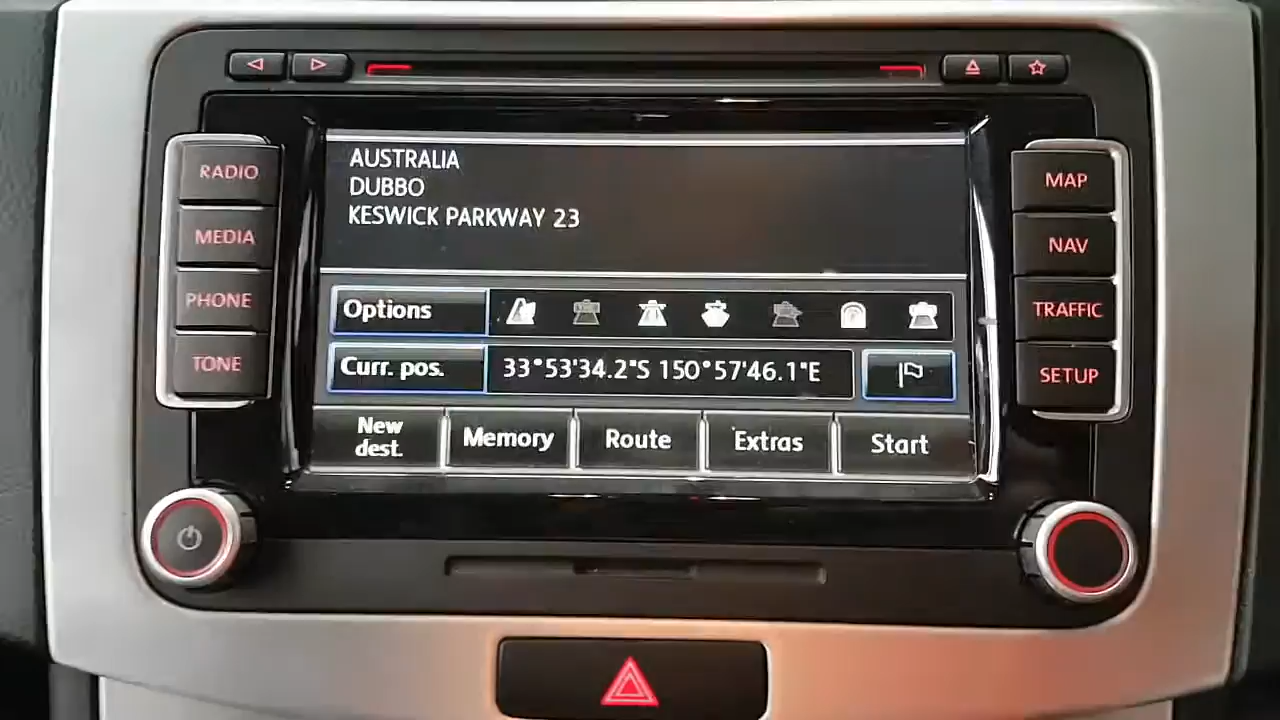 AUSTRALIA
DUBBO
KESWICK PARKWAY 23
RADIO
MEDIA
PHONE
TONE
Options
Curr. pos.
33°53'34.2"S 150°57'46.1"E
New
dest.
Memory
Route
Extras
Start
MAP
NAV
TRAFFIC
SETUP